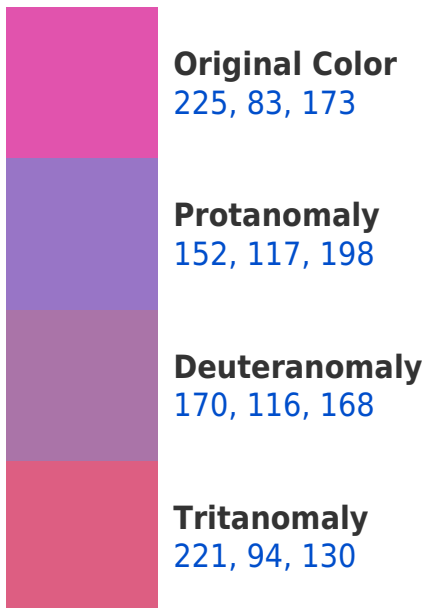 Original Color
225, 83, 173
Protanomaly
152, 117, 198
Deuteranomaly
170, 116, 168
Tritanomaly
221, 94, 130